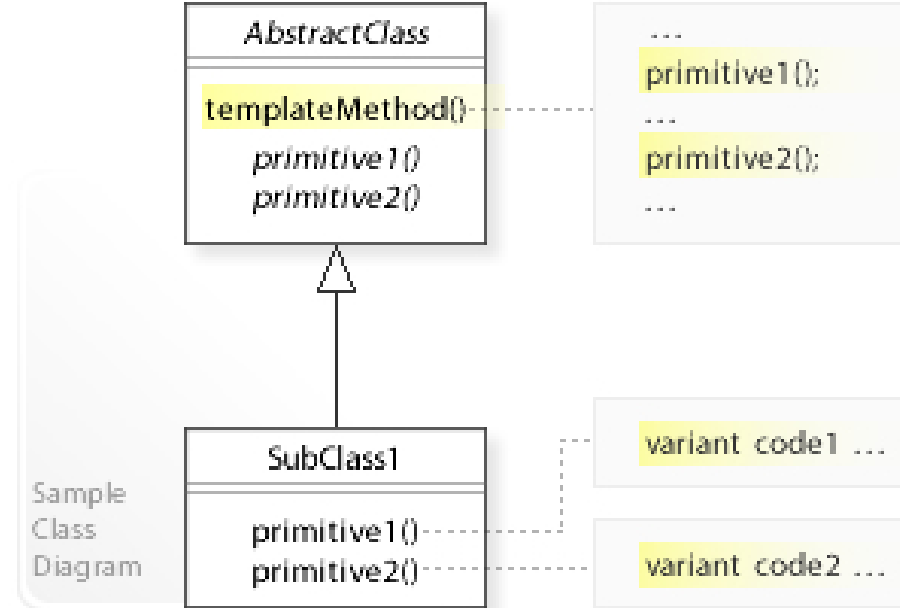 AbstractClass
templateMethod()
primitive1()
primitive2()
...
primitive1();
...
primitive2();
...
SubClass1
primitive1()
primitive2()
variant code1 ...
variant code2 ...
Sample
Class
Diagram